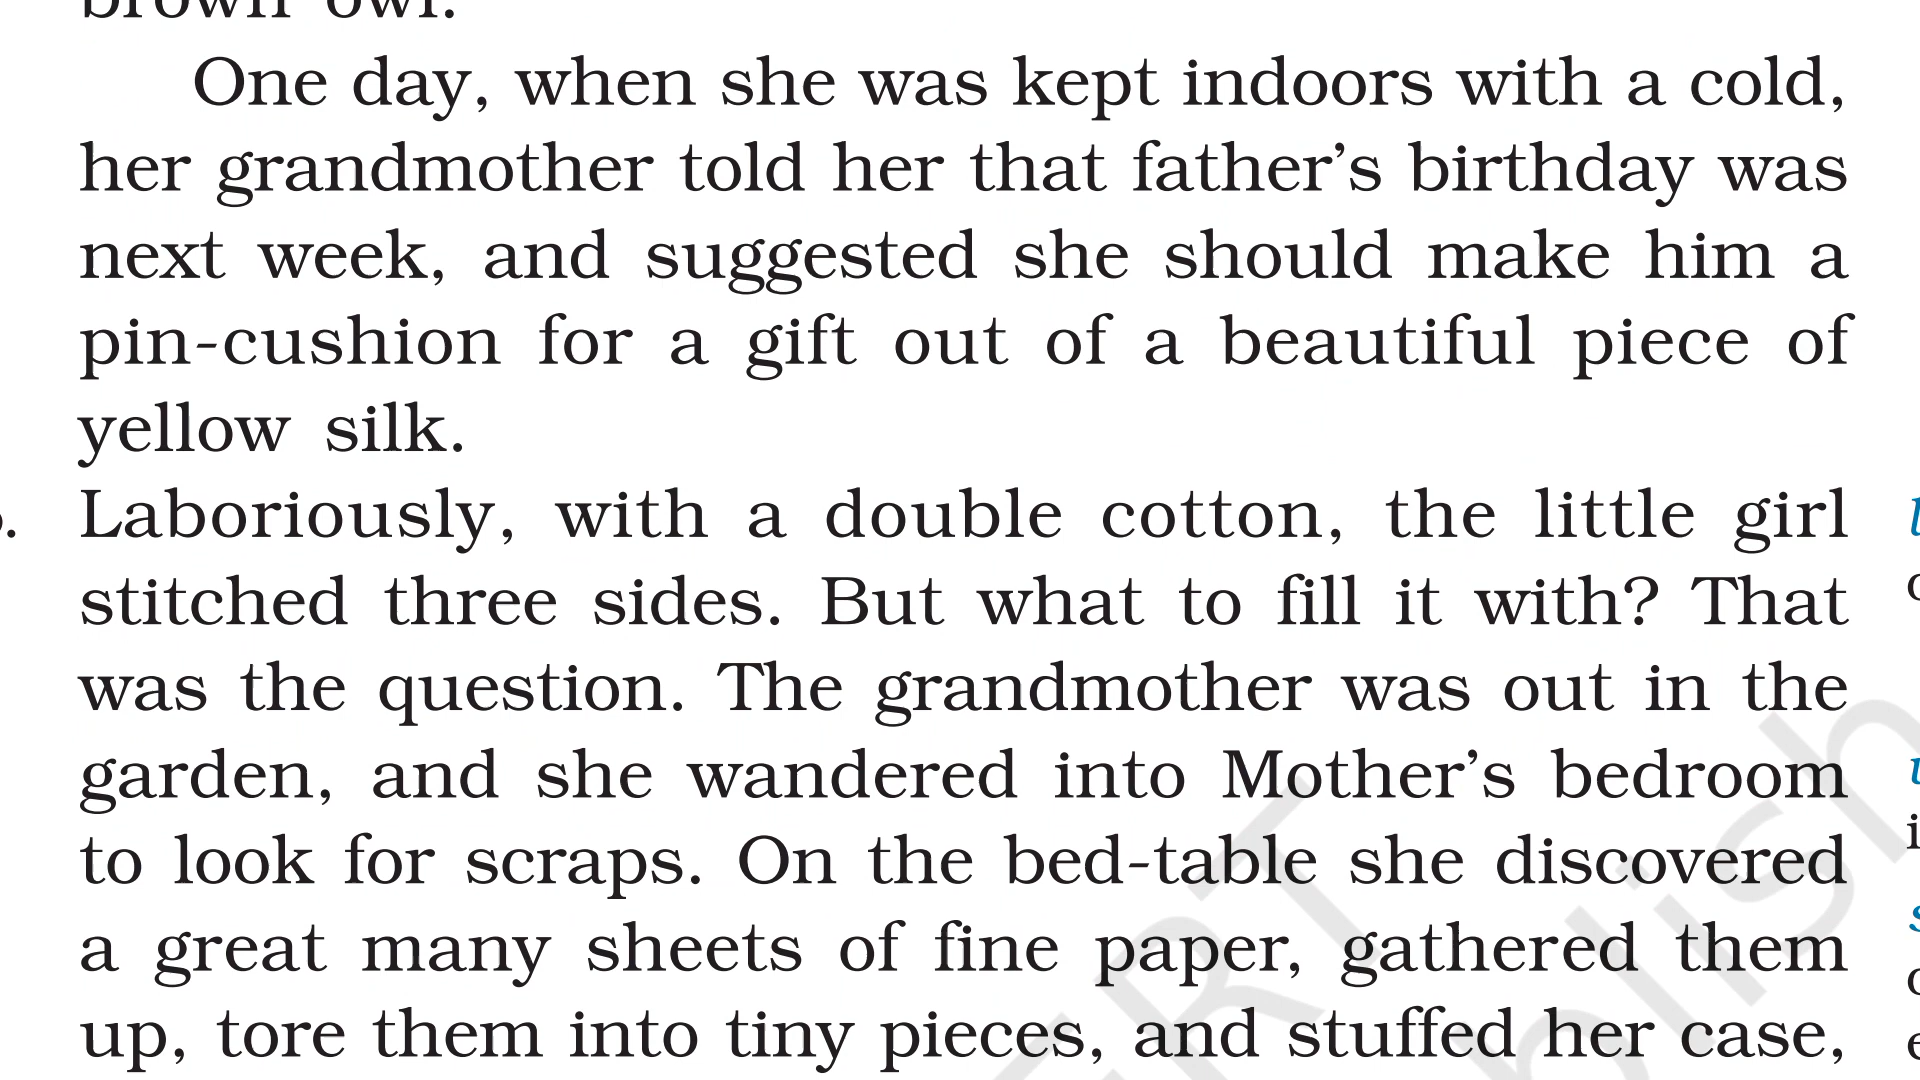 brown owl.
One day, when she was kept indoors with a cold,
her grandmother told her that father’s birthday was
next week, and suggested she should make him a
pin-cushion for a gift out of a beautiful piece of
yellow silk.
Laboriously, with a double cotton, the little girl
stitched three sides. But what to fill it with? That
was the question. The grandmother was out in the
garden, and she wandered into Mother’s bedroom
to look for scraps. On the bed-table she discovered
a great many sheets of fine paper, gathered them
up, tore them into tiny pieces, and stuffed her case,